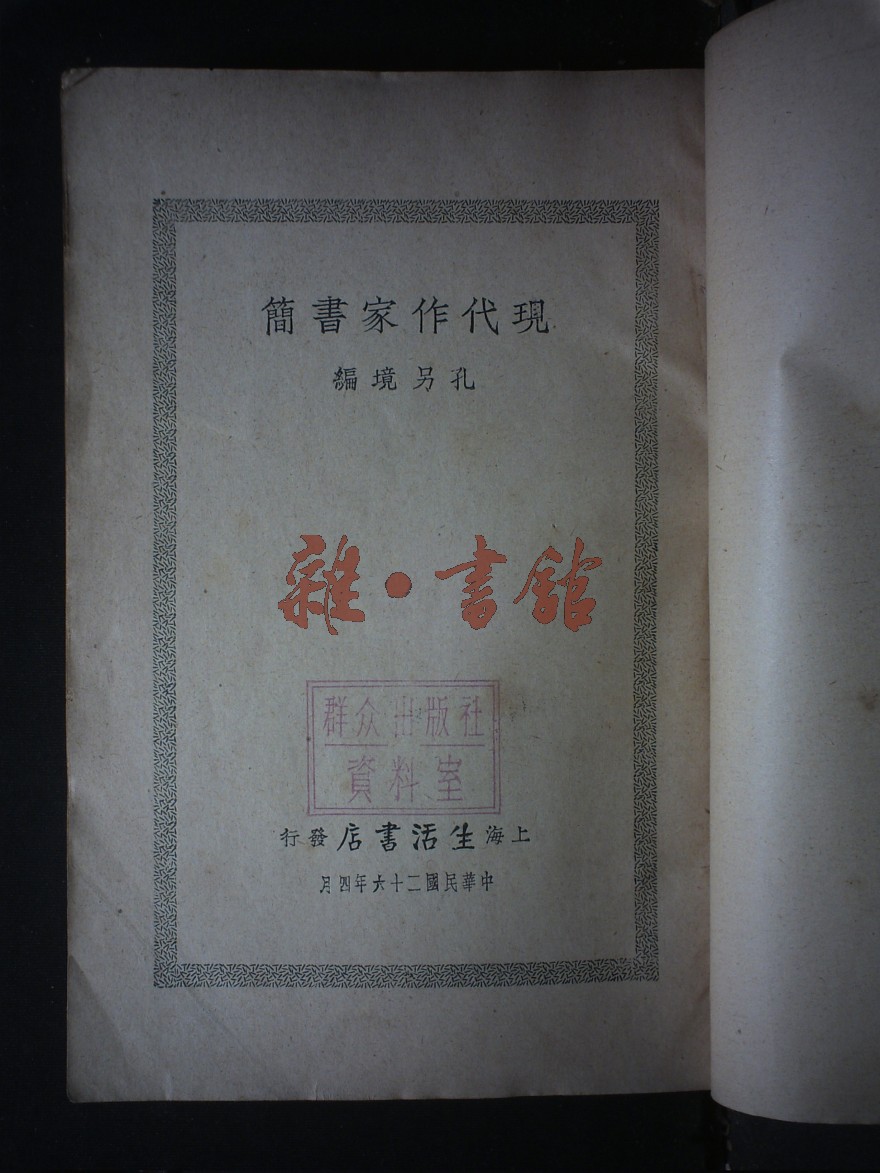 現代作家書簡
孔另境編
雜·書館
群众出版社
資料室
上海生活書店發行
中華民國二十六年四月